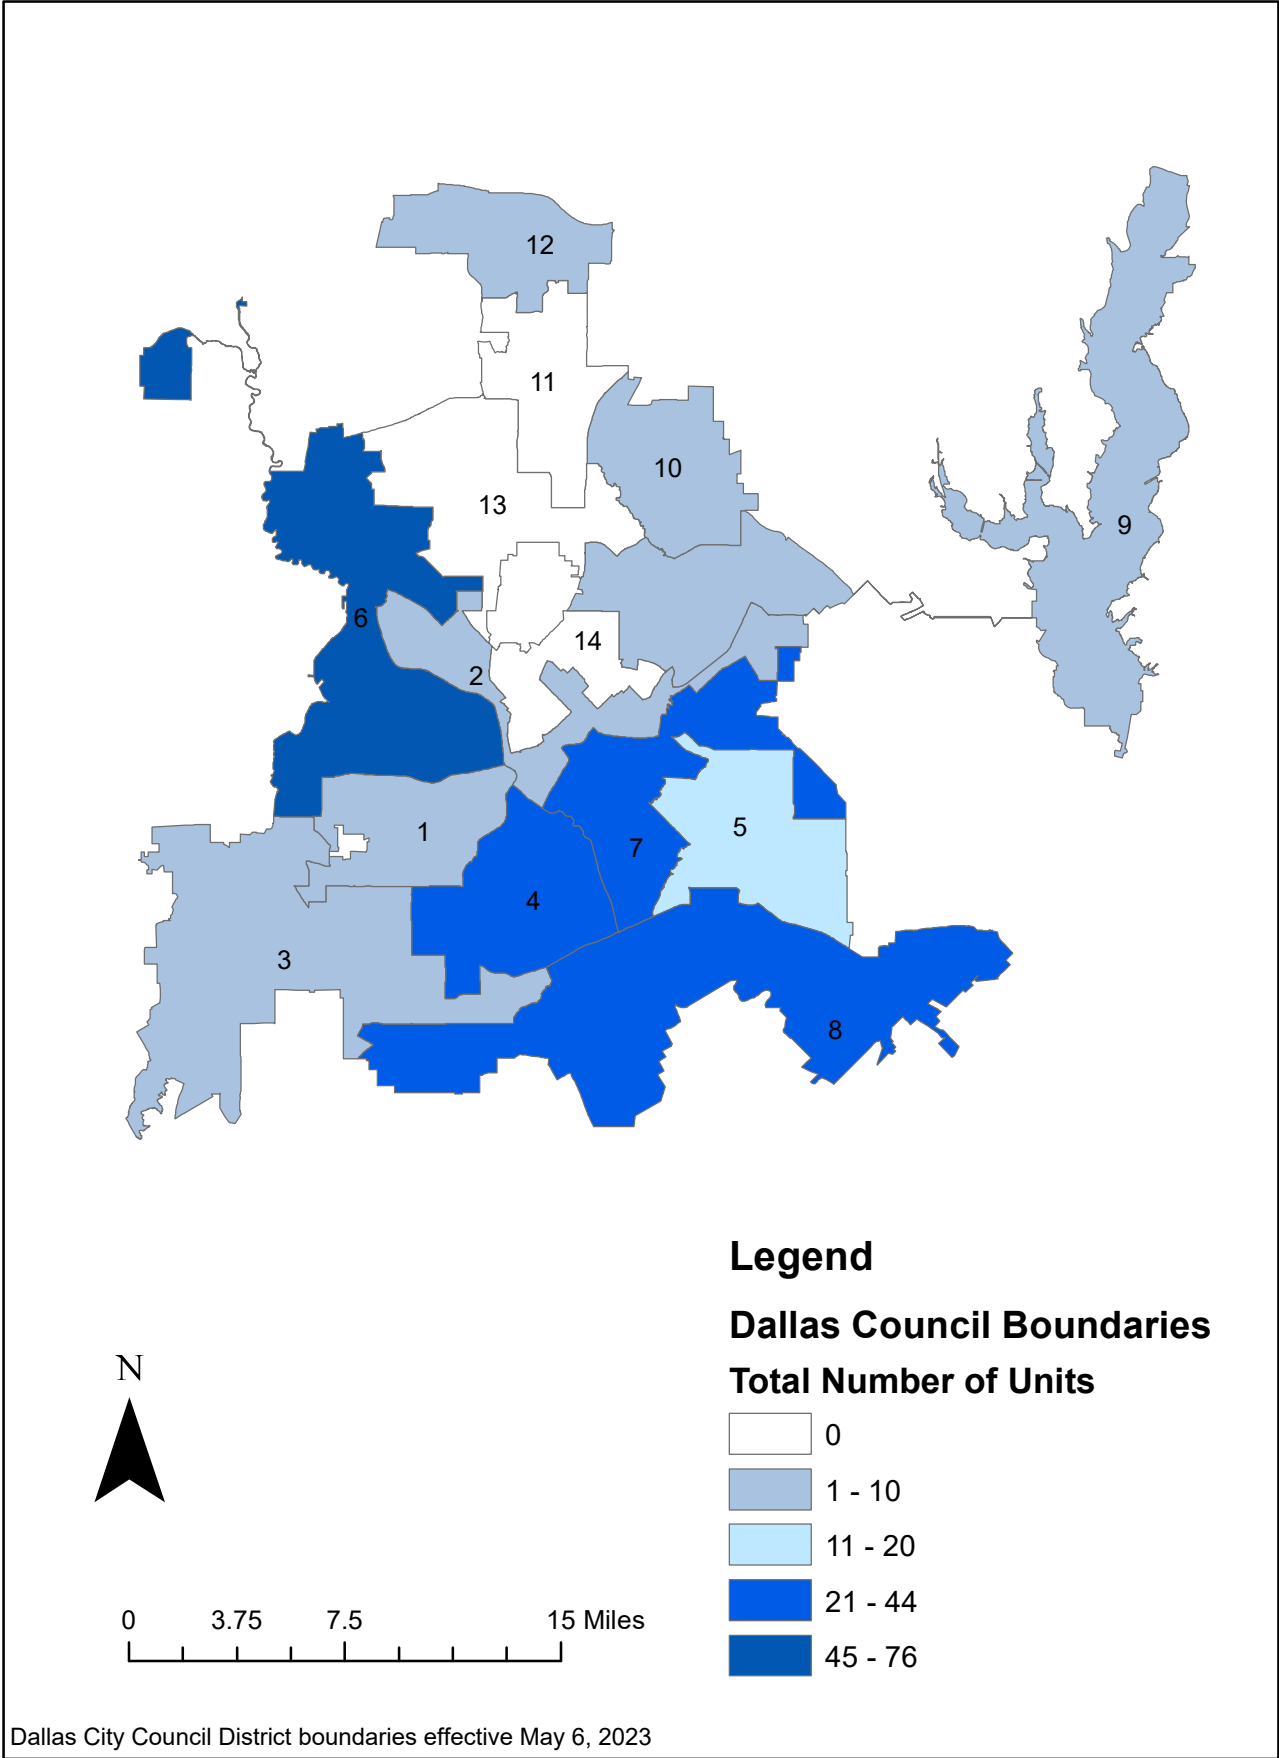 12
11
10
13
9
6
14
2
5
1
7
4
3
8
Legend
Dallas Council Boundaries
Total Number of Units
0
1 - 10
11 - 20
21 - 44
45 - 76
N
0 3.75 7.5 15 Miles
Dallas City Council District boundaries effective May 6, 2023